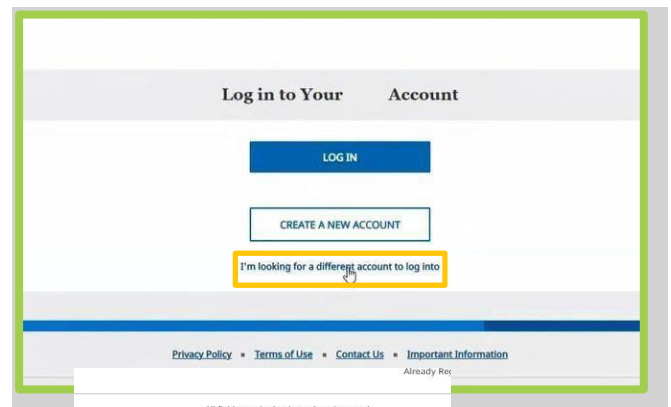 Log in to Your Account
LOG IN
CREATE A NEW ACCOUNT
I'm looking for a different account to log into
Privacy Policy ▪ Terms of Use ▪ Contact Us ▪ Important Information
Already